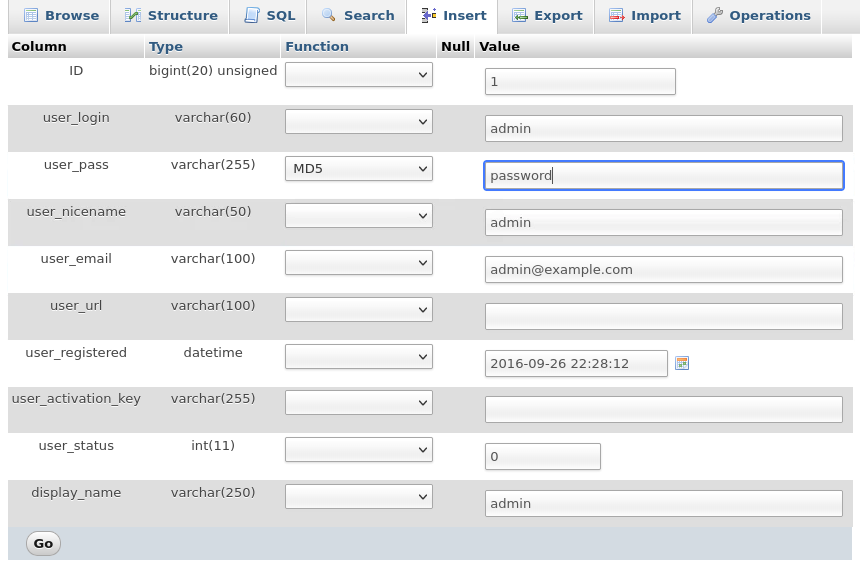 Browse Structure SQL Search Insert Export Import Operations
Column Type Function Null Value
ID bigint(20) unsigned 1
user_login varchar(60) admin
user_pass varchar(255) MD5 password
user_nicename varchar(50) admin
user_email varchar(100) admin@example.com
user_url varchar(100)
user_registered datetime 2016-09-26 22:28:12
user_activation_key varchar(255)
user_status int(11) 0
display_name varchar(250) admin
Go